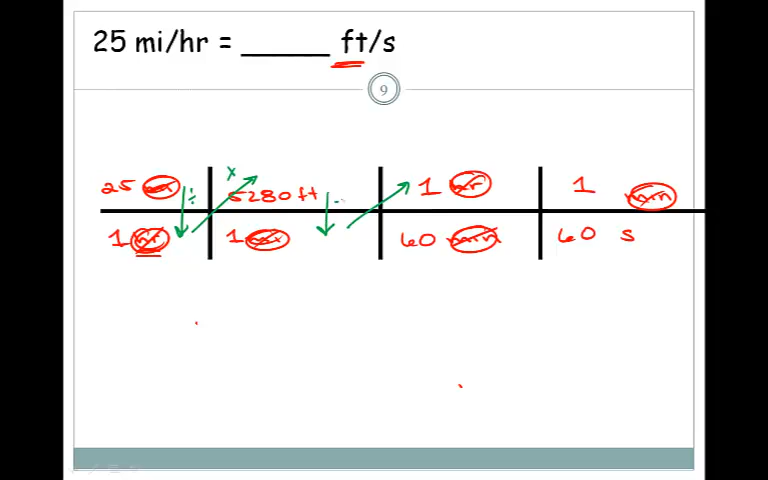 25 mi/hr = _____ ft/s
9
25 mi 5280 ft 1 hr 1 min
1 hr 1 mi 60 min 60 s
× ÷ ÷